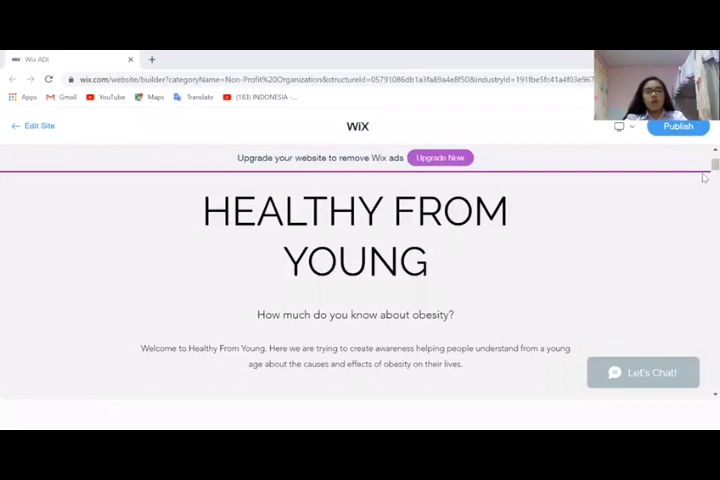 Wix ADI
wix.com/website/builder?categoryName=Non-Profit%20Organization&structureId=05791086db1a3fa89a4e8f50&industryId=191fbe5fc41a4f03e967
Apps Gmail YouTube Maps Translate (183) INDONESIA -...
Edit Site WiX Publish
Upgrade your website to remove Wix ads Upgrade Now
HEALTHY FROM
YOUNG
How much do you know about obesity?
Welcome to Healthy From Young. Here we are trying to create awareness helping people understand from a young
age about the causes and effects of obesity on their lives.
Let's Chat!